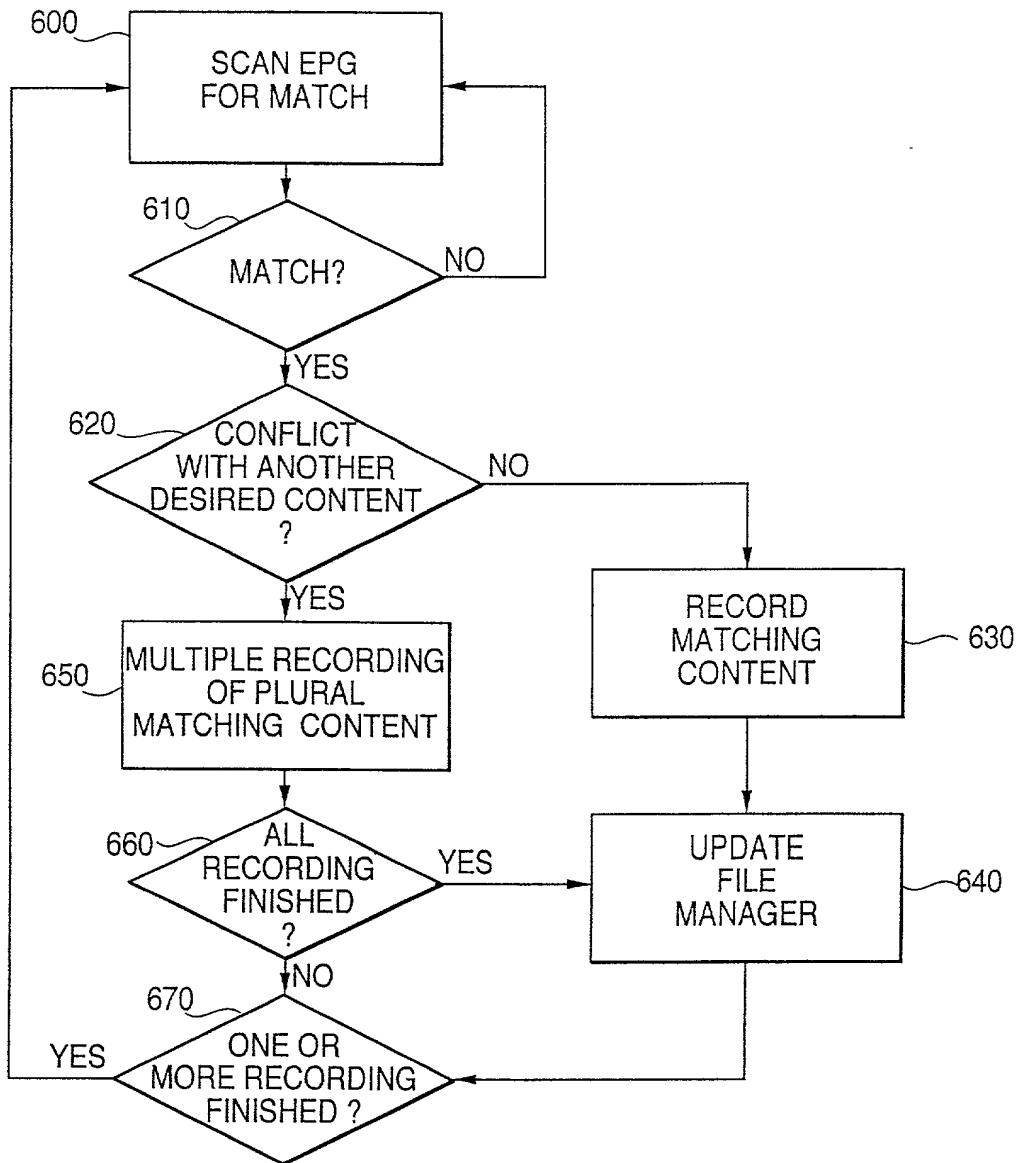 600
SCAN EPG
FOR MATCH
610
MATCH?
NO
YES
620
CONFLICT
WITH ANOTHER
DESIRED CONTENT
?
NO
YES
RECORD
MATCHING
CONTENT
630
650
MULTIPLE RECORDING
OF PLURAL
MATCHING CONTENT
660
ALL
RECORDING
FINISHED
?
YES
UPDATE
FILE
MANAGER
640
NO
670
YES
ONE OR
MORE RECORDING
FINISHED ?